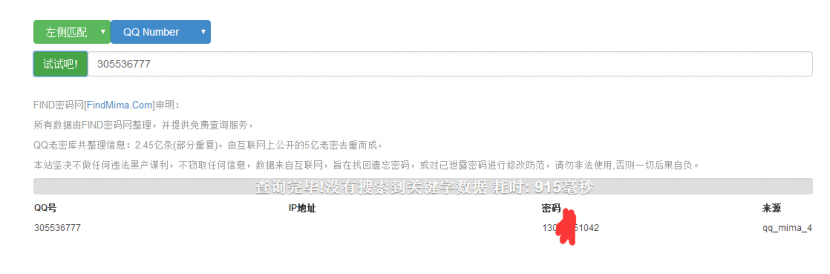 左侧匹配 QQ Number
试试吧! 305536777
FIND密码网[FindMima.Com]申明：
所有数据由FIND密码网整理，并提供免费查询服务，
QQ老密库共整理信息：2.45亿条(部分重复)，由互联网上公开的5亿老密去重而成，
本站坚决不做任何违法黑产谋利，不窃取任何信息，数据来自互联网，旨在找回遗忘密码，或对已泄露密码进行修改防范，请勿非法使用,否则一切后果自负。
查询完毕!没有搜索到关键字数据 耗时: 915毫秒
QQ号 IP地址 密码 来源
305536777 qq_mima_4